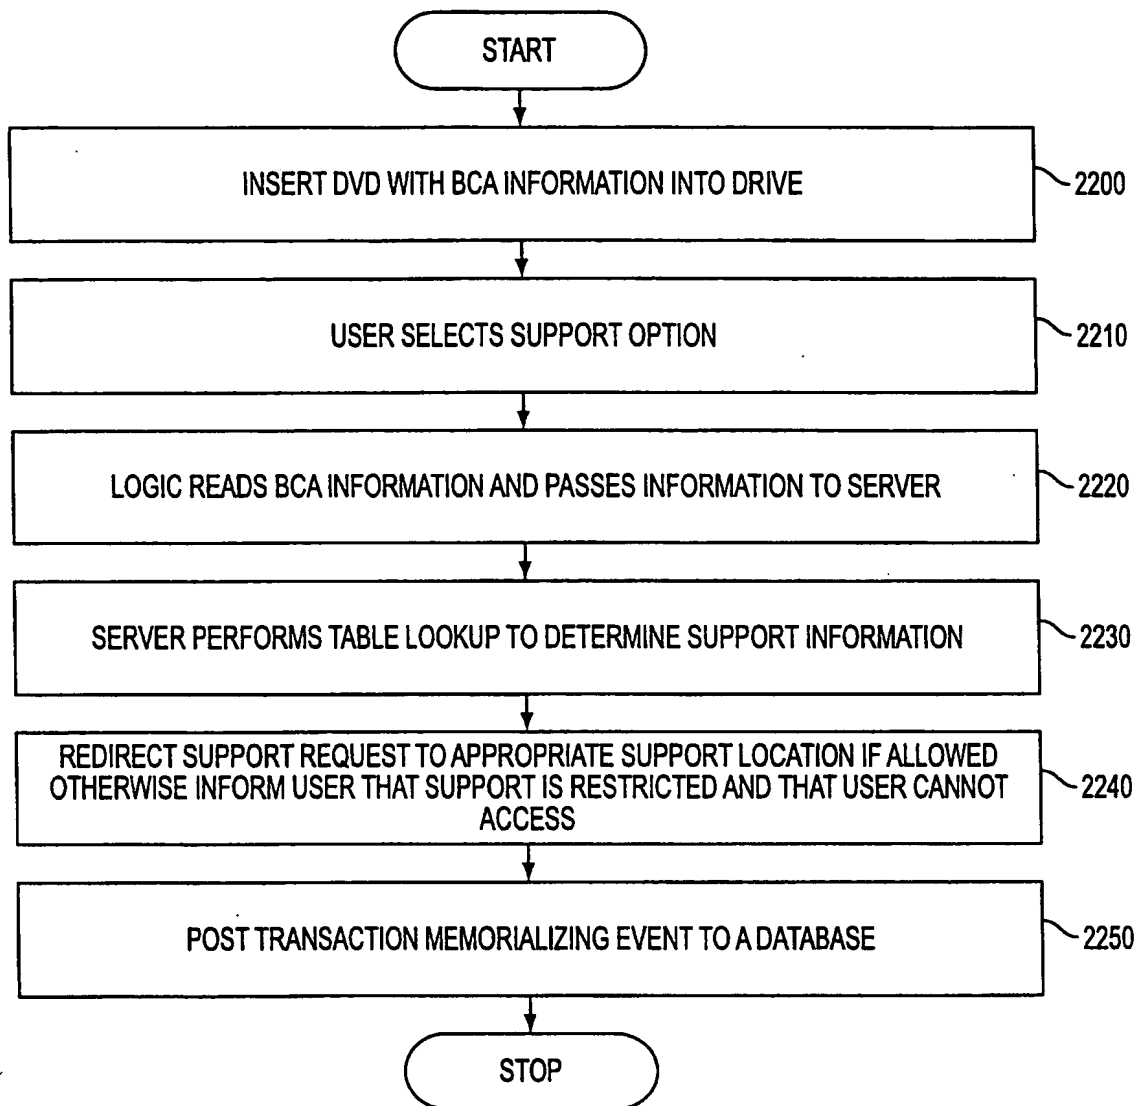 START
INSERT DVD WITH BCA INFORMATION INTO DRIVE
2200
USER SELECTS SUPPORT OPTION
2210
LOGIC READS BCA INFORMATION AND PASSES INFORMATION TO SERVER
2220
SERVER PERFORMS TABLE LOOKUP TO DETERMINE SUPPORT INFORMATION
2230
REDIRECT SUPPORT REQUEST TO APPROPRIATE SUPPORT LOCATION IF ALLOWED
OTHERWISE INFORM USER THAT SUPPORT IS RESTRICTED AND THAT USER CANNOT
ACCESS
2240
POST TRANSACTION MEMORIALIZING EVENT TO A DATABASE
2250
STOP